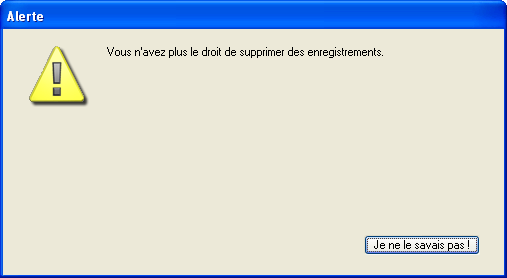 Alerte
Vous n'avez plus le droit de supprimer des enregistrements.
Je ne le savais pas !